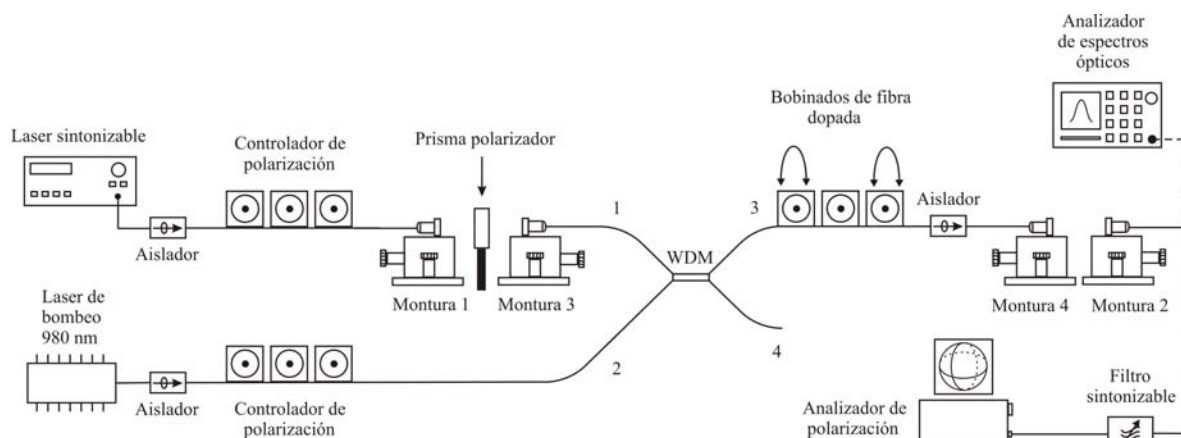 Analizador
de espectros
ópticos
Bobinados de fibra
dopada
Laser sintonizable
Controlador de
polarización
Prisma polarizador
Aislador
1
3
Aislador
WDM
Montura 1
Montura 3
Montura 4
Montura 2
Laser de
bombeo
980 nm
2
4
Aislador
Controlador de
polarización
Analizador de
polarización
Filtro
sintonizable